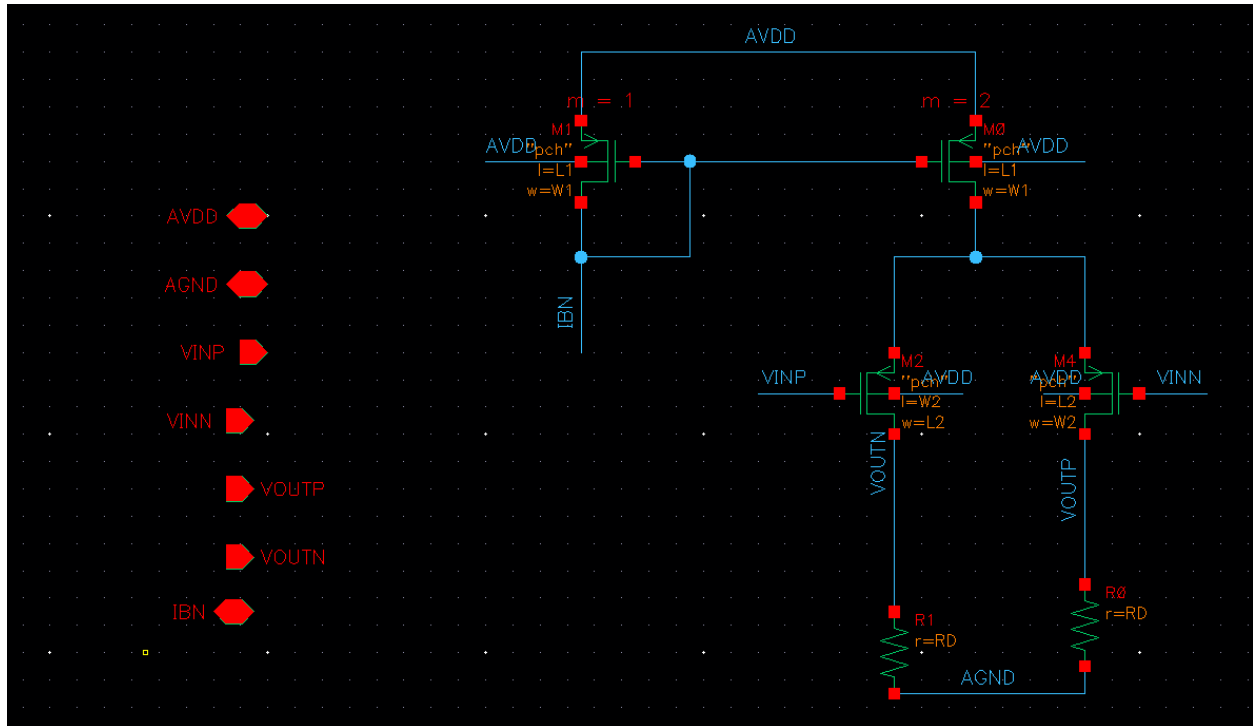 AVDD
m = 1
m = 2
M1
MØ
AVDD
"pch"
l=L1
w=W1
"pch"
AVDD
l=L1
w=W1
AVDD
AGND
VINP
VINN
VOUTP
VOUTN
IBN
IBN
VINP
M2
"pch"
AVDD
l=W2
w=L2
M4
AVDD
"pch"
l=L2
w=W2
VINN
VOUTN
VOUTP
R1
r=RD
RØ
r=RD
AGND